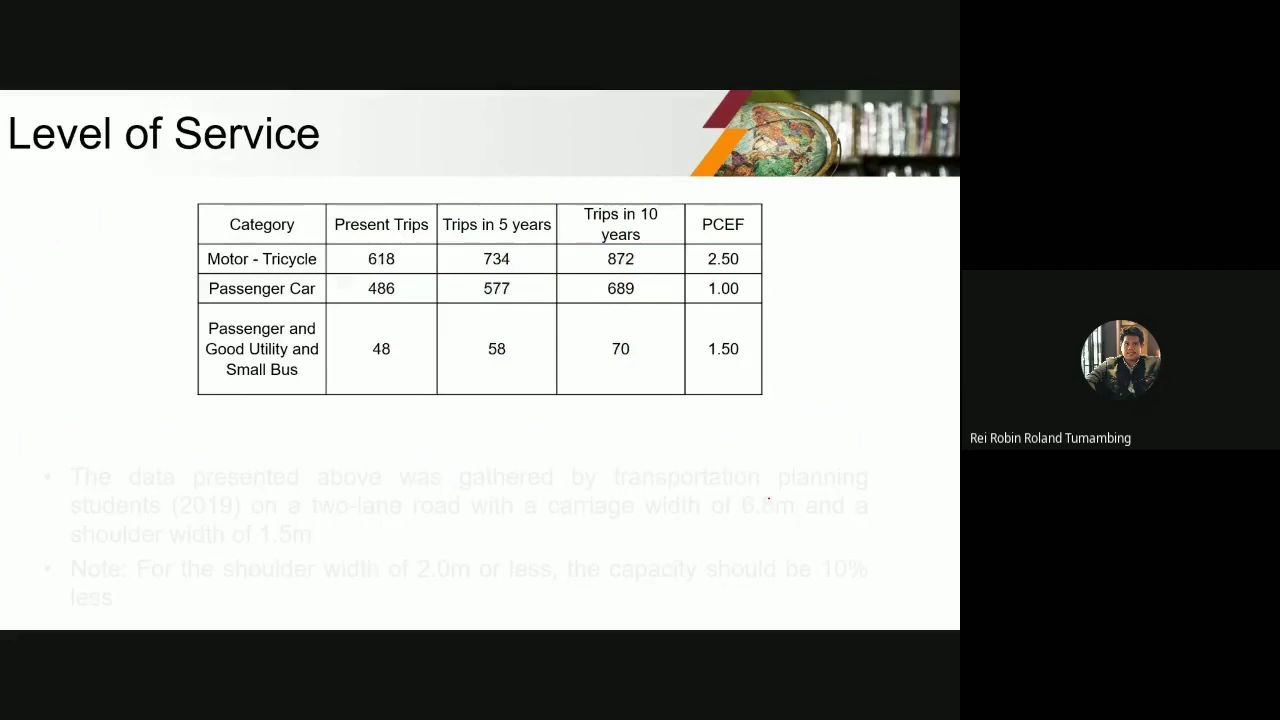 Level of Service
Category Present Trips Trips in 5 years Trips in 10 years PCEF
Motor - Tricycle 618 734 872 2.50
Passenger Car 486 577 689 1.00
Passenger and Good Utility and Small Bus 48 58 70 1.50
• The data presented above was gathered by transportation planning
students (2019) on a two-lane road with a carriage width of 6.8m and a
shoulder width of 1.5m
• Note: For the shoulder width of 2.0m or less, the capacity should be 10%
less
Rei Robin Roland Tumambing